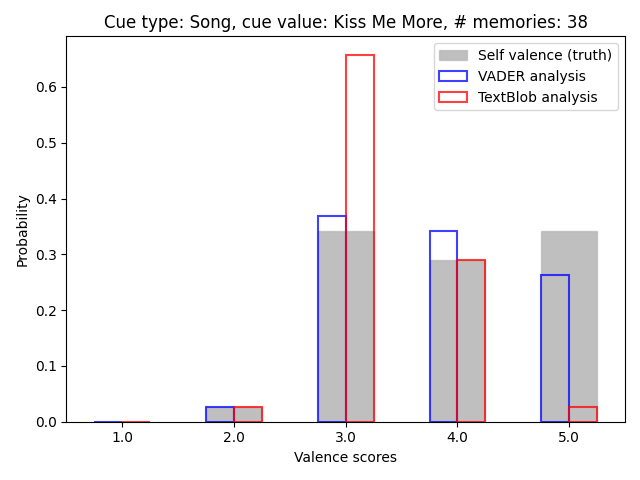 Cue type: Song, cue value: Kiss Me More, # memories: 38
Self valence (truth)
VADER analysis
TextBlob analysis
Probability
0.6
0.5
0.4
0.3
0.2
0.1
0.0
1.0 2.0 3.0 4.0 5.0
Valence scores